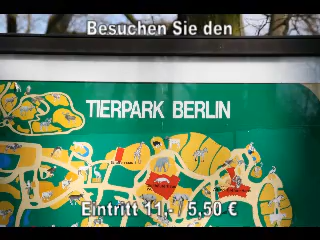 Besuchen Sie den
TIERPARK BERLIN
Eintritt 11,- / 5,50 €